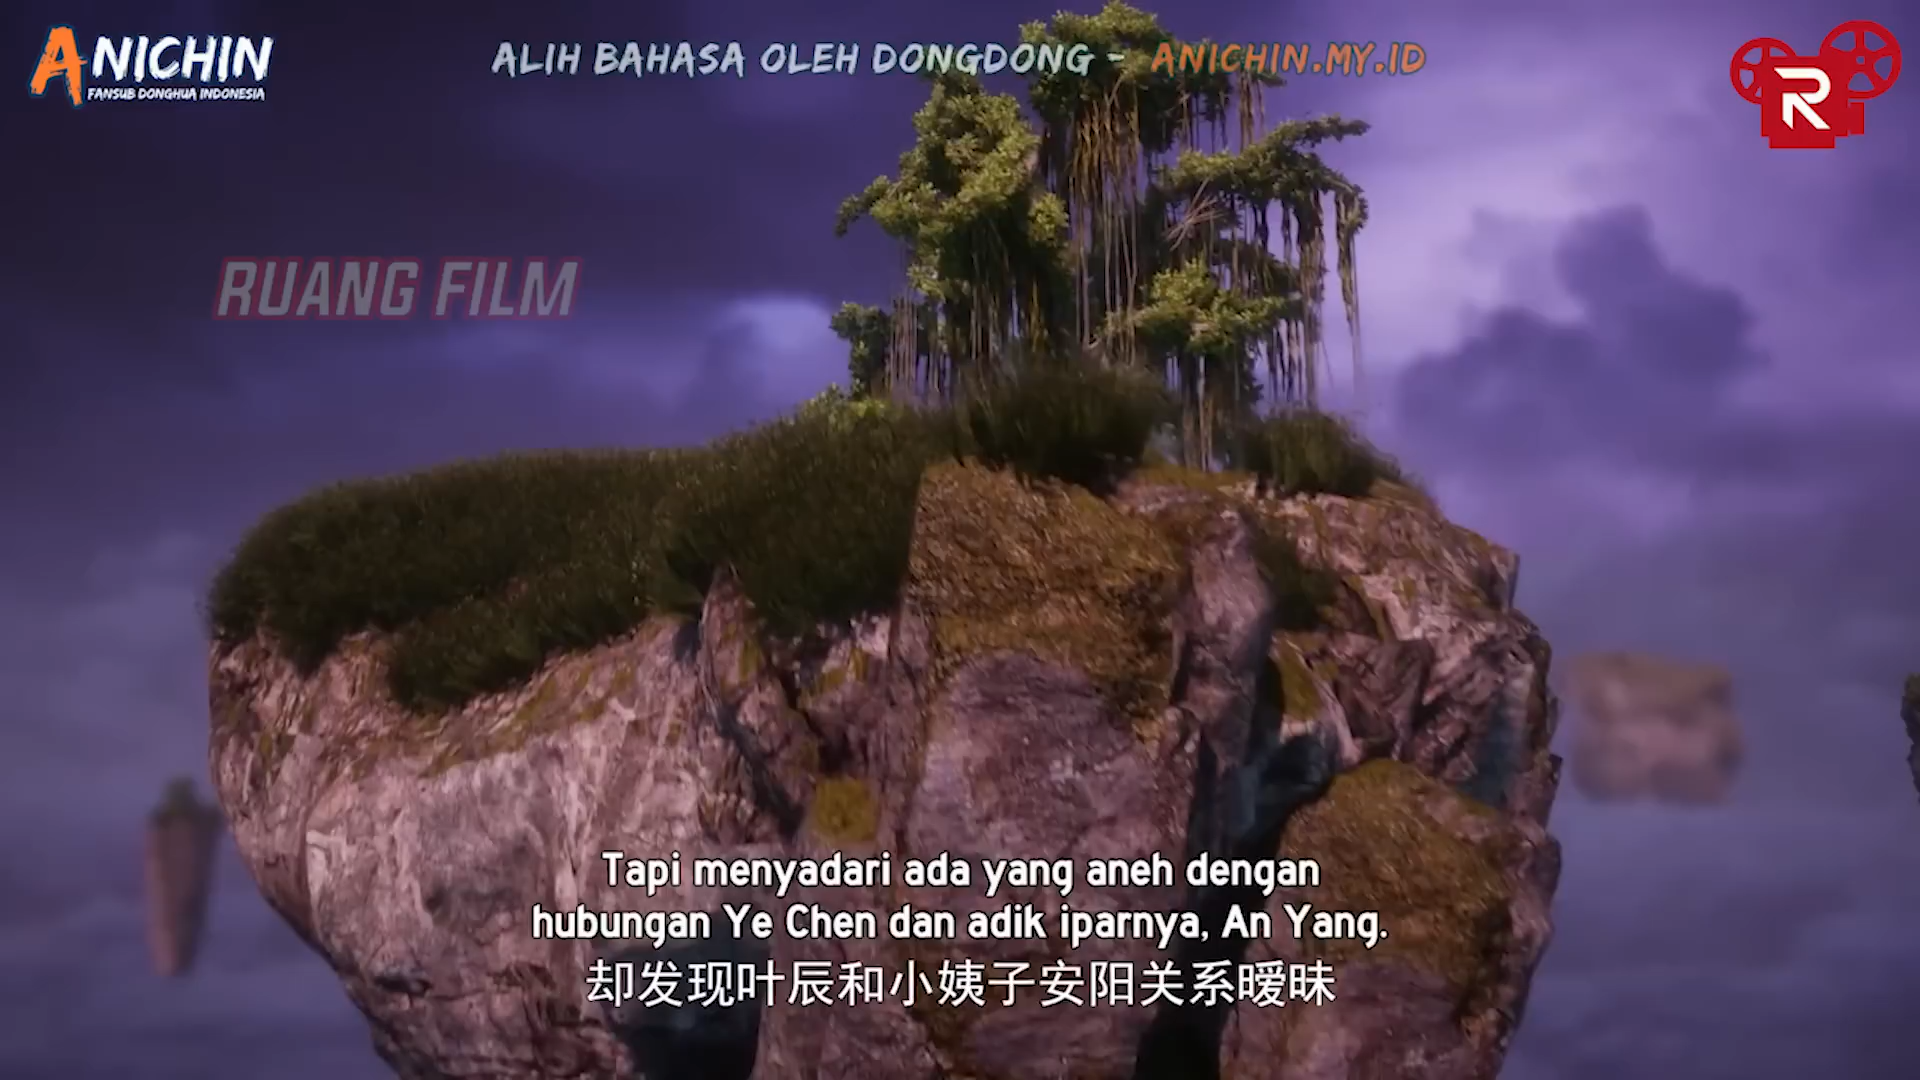 ANICHIN
FANSUB DONGHUA INDONESIA
ALIH BAHASA OLEH DONGDONG - ANICHIN.MY.ID
R
RUANG FILM
Tapi menyadari ada yang aneh dengan
hubungan Ye Chen dan adik iparnya, An Yang.
却发现叶辰和小姨子安阳关系暧昧